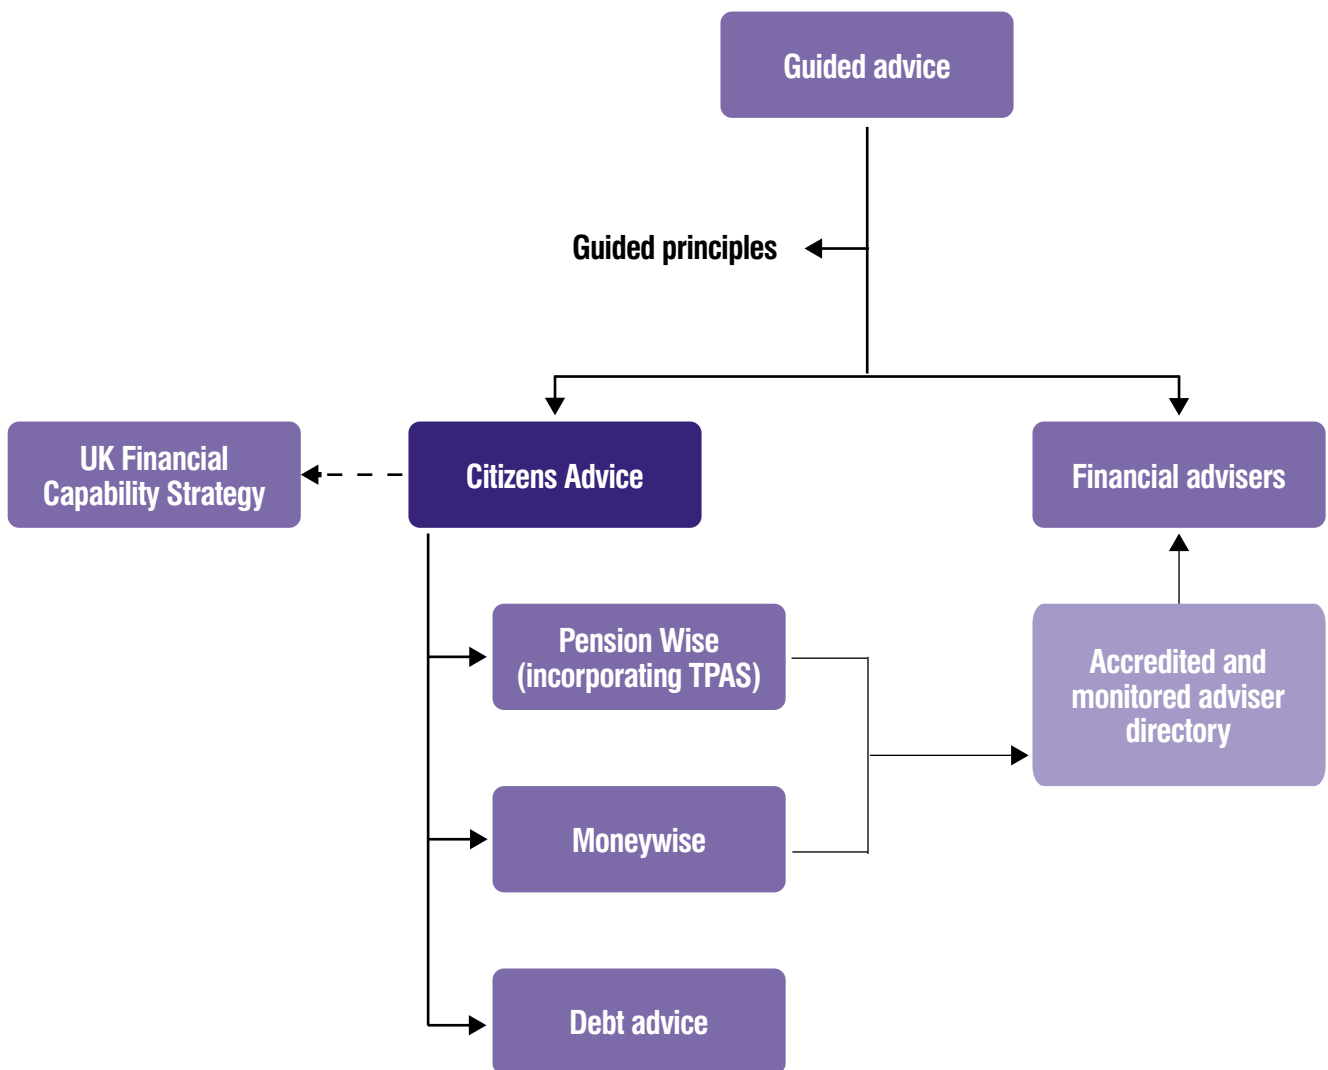 Guided advice
Guided principles
UK Financial
Capability Strategy
Citizens Advice
Financial advisers
Pension Wise
(incorporating TPAS)
Accredited and
monitored adviser
directory
Moneywise
Debt advice